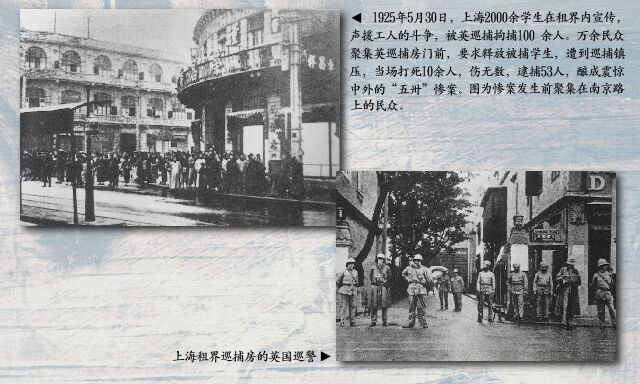 ◀ 1925年5月30日，上海2000余学生在租界内宣传，
声援工人的斗争，被英巡捕拘捕100 余人。万余民众
聚集英巡捕房门前，要求释放被捕学生，遭到巡捕镇
压，当场打死10余人，伤无数，逮捕53人，酿成震惊
中外的“五卅”惨案。图为惨案发生前聚集在南京路
上的民众。
D
上海租界巡捕房的英国巡警 ▶